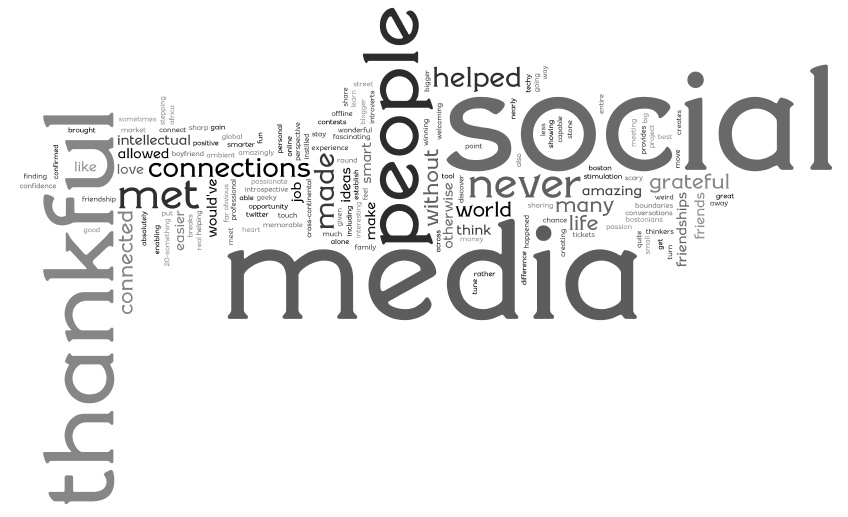 thankful
people
social
media
helped
never
connections
met
made
world
many
life
think
amazing
grateful
friendships
friends
connected
easier
would've
job
ideas
make
smart
without
otherwise
intellectual
allowed
love
like
brought
finding
confidence
confirmed
friendship
good
sometimes
stepping
africa
market
connect
sharp
gain
global
positive
smarter
fun
boyfriend
ambient
amazingly
personal
online
perspective
instilled
offline
contests
stay
experience
share
street
learn
blogger
introverts
wonderful
fascinating
round
passionate
introspective
able
geeky
obvious
far
professional
opportunity
twitter
touch
memorable
heart
meet
cross-continental
absolutely
enabling
put
20-something
breaks
real
helping
much
alone
given
including
interesting
establish
feel
family
bigger
winning
welcoming
tool
discover
across
money
point
also
nearly
techy
going
way
less
showing
capable
stone
entire
meeting
provides
project
big
best
creates
move
boston
stimulation
scary
weird
boundaries
conversations
bostonians
great
away
sharing
chance
tickets
passion
creating
happened
difference
tune
rather
quite
small
thinkers
get
turn